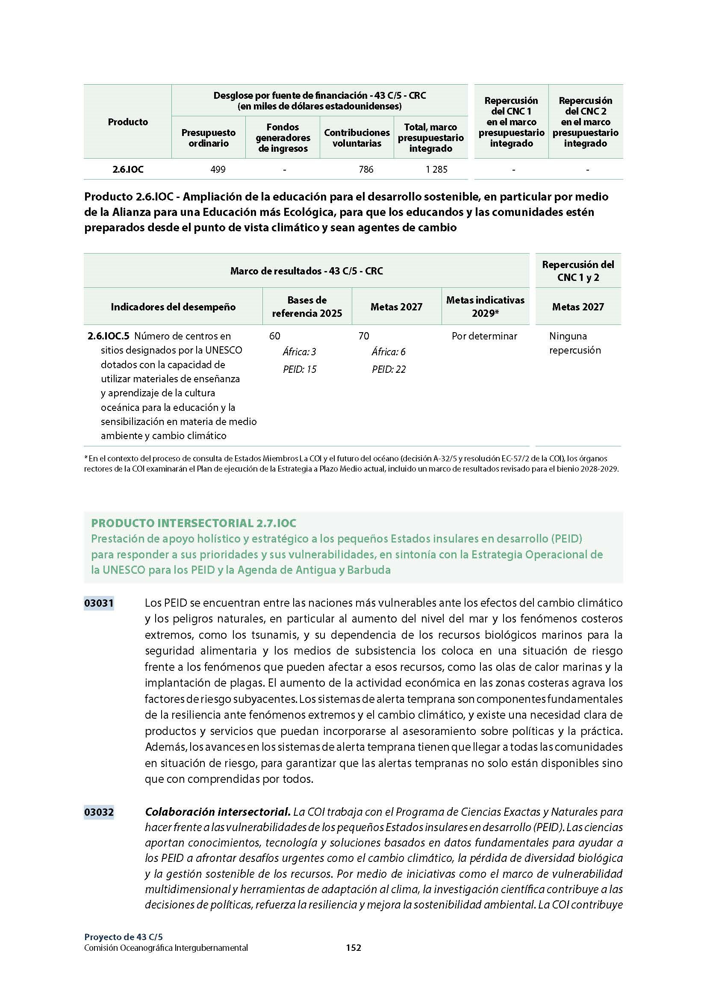 Producto
Desglose por fuente de financiación - 43 C/5 - CRC
(en miles de dólares estadounidenses)
Repercusión
del CNC 1
en el marco
presupuestario
integrado
Repercusión
del CNC 2
en el marco
presupuestario
integrado
Presupuesto
ordinario
Fondos
generadores
de ingresos
Contribuciones
voluntarias
Total, marco
presupuestario
integrado
2.6.IOC 499 - 786 1 285 - -
Producto 2.6.IOC - Ampliación de la educación para el desarrollo sostenible, en particular por medio
de la Alianza para una Educación más Ecológica, para que los educandos y las comunidades estén
preparados desde el punto de vista climático y sean agentes de cambio
Marco de resultados - 43 C/5 - CRC
Repercusión del
CNC 1 y 2
Indicadores del desempeño
Bases de
referencia 2025
Metas 2027
Metas indicativas
2029*
Metas 2027
2.6.IOC.5 Número de centros en
sitios designados por la UNESCO
dotados con la capacidad de
utilizar materiales de enseñanza
y aprendizaje de la cultura
oceánica para la educación y la
sensibilización en materia de medio
ambiente y cambio climático
60
África: 3
PEID: 15
70
África: 6
PEID: 22
Por determinar
Ninguna
repercusión
* En el contexto del proceso de consulta de Estados Miembros La COI y el futuro del océano (decisión A-32/5 y resolución EC-57/2 de la COI), los órganos
rectores de la COI examinarán el Plan de ejecución de la Estrategia a Plazo Medio actual, incluido un marco de resultados revisado para el bienio 2028-2029.
PRODUCTO INTERSECTORIAL 2.7.IOC
Prestación de apoyo holístico y estratégico a los pequeños Estados insulares en desarrollo (PEID)
para responder a sus prioridades y sus vulnerabilidades, en sintonía con la Estrategia Operacional de
la UNESCO para los PEID y la Agenda de Antigua y Barbuda
03031 Los PEID se encuentran entre las naciones más vulnerables ante los efectos del cambio climático
y los peligros naturales, en particular al aumento del nivel del mar y los fenómenos costeros
extremos, como los tsunamis, y su dependencia de los recursos biológicos marinos para la
seguridad alimentaria y los medios de subsistencia los coloca en una situación de riesgo
frente a los fenómenos que pueden afectar a esos recursos, como las olas de calor marinas y la
implantación de plagas. El aumento de la actividad económica en las zonas costeras agrava los
factores de riesgo subyacentes. Los sistemas de alerta temprana son componentes fundamentales
de la resiliencia ante fenómenos extremos y el cambio climático, y existe una necesidad clara de
productos y servicios que puedan incorporarse al asesoramiento sobre políticas y la práctica.
Además, los avances en los sistemas de alerta temprana tienen que llegar a todas las comunidades
en situación de riesgo, para garantizar que las alertas tempranas no solo están disponibles sino
que con comprendidas por todos.
03032 Colaboración intersectorial. La COI trabaja con el Programa de Ciencias Exactas y Naturales para
hacer frente a las vulnerabilidades de los pequeños Estados insulares en desarrollo (PEID). Las ciencias
aportan conocimientos, tecnología y soluciones basados en datos fundamentales para ayudar a
los PEID a afrontar desafíos urgentes como el cambio climático, la pérdida de diversidad biológica
y la gestión sostenible de los recursos. Por medio de iniciativas como el marco de vulnerabilidad
multidimensional y herramientas de adaptación al clima, la investigación científica contribuye a las
decisiones de políticas, refuerza la resiliencia y mejora la sostenibilidad ambiental. La COI contribuye
Proyecto de 43 C/5
Comisión Oceanográfica Intergubernamental 152